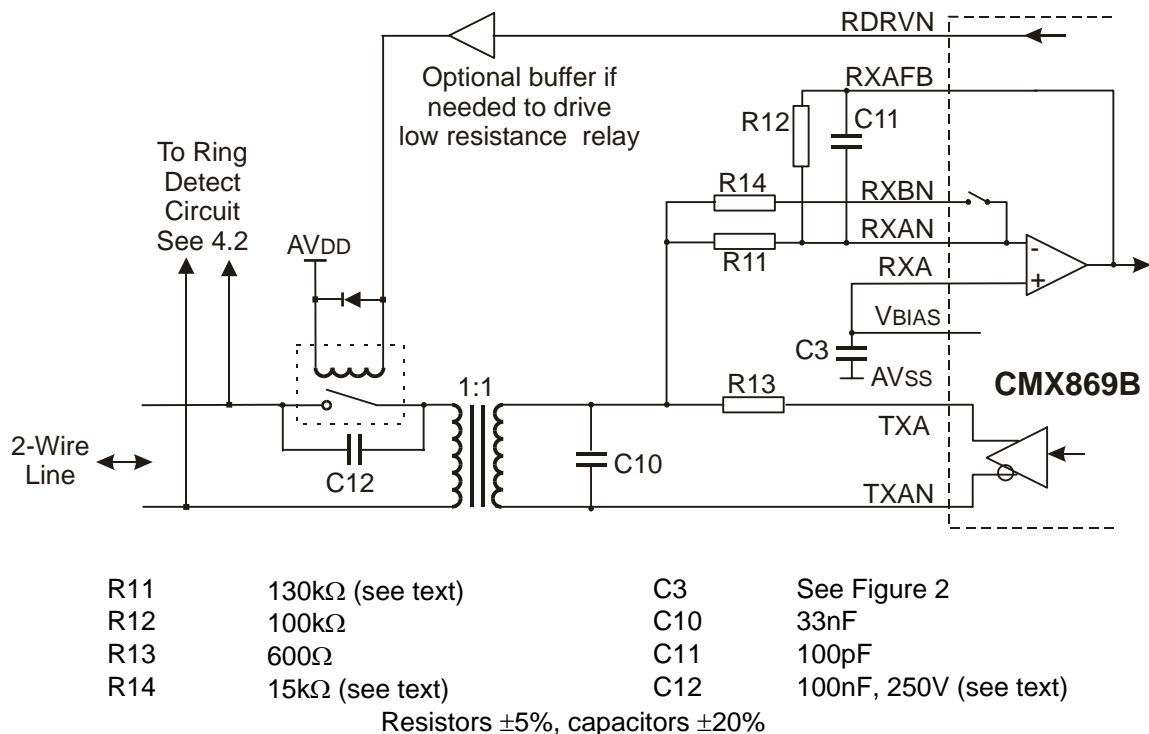 RDRVN
Optional buffer if
needed to drive
low resistance relay
RXAFB
R12
C11
To Ring
Detect
Circuit
See 4.2
R14
RXBN
AVDD
R11
RXAN
RXA
-
+
VBIAS
C3
AVSS
CMX869B
1:1
R13
TXA
2-Wire
Line
C12
C10
TXAN
R11 130kΩ (see text) C3 See Figure 2
R12 100kΩ C10 33nF
R13 600Ω C11 100pF
R14 15kΩ (see text) C12 100nF, 250V (see text)
Resistors ±5%, capacitors ±20%